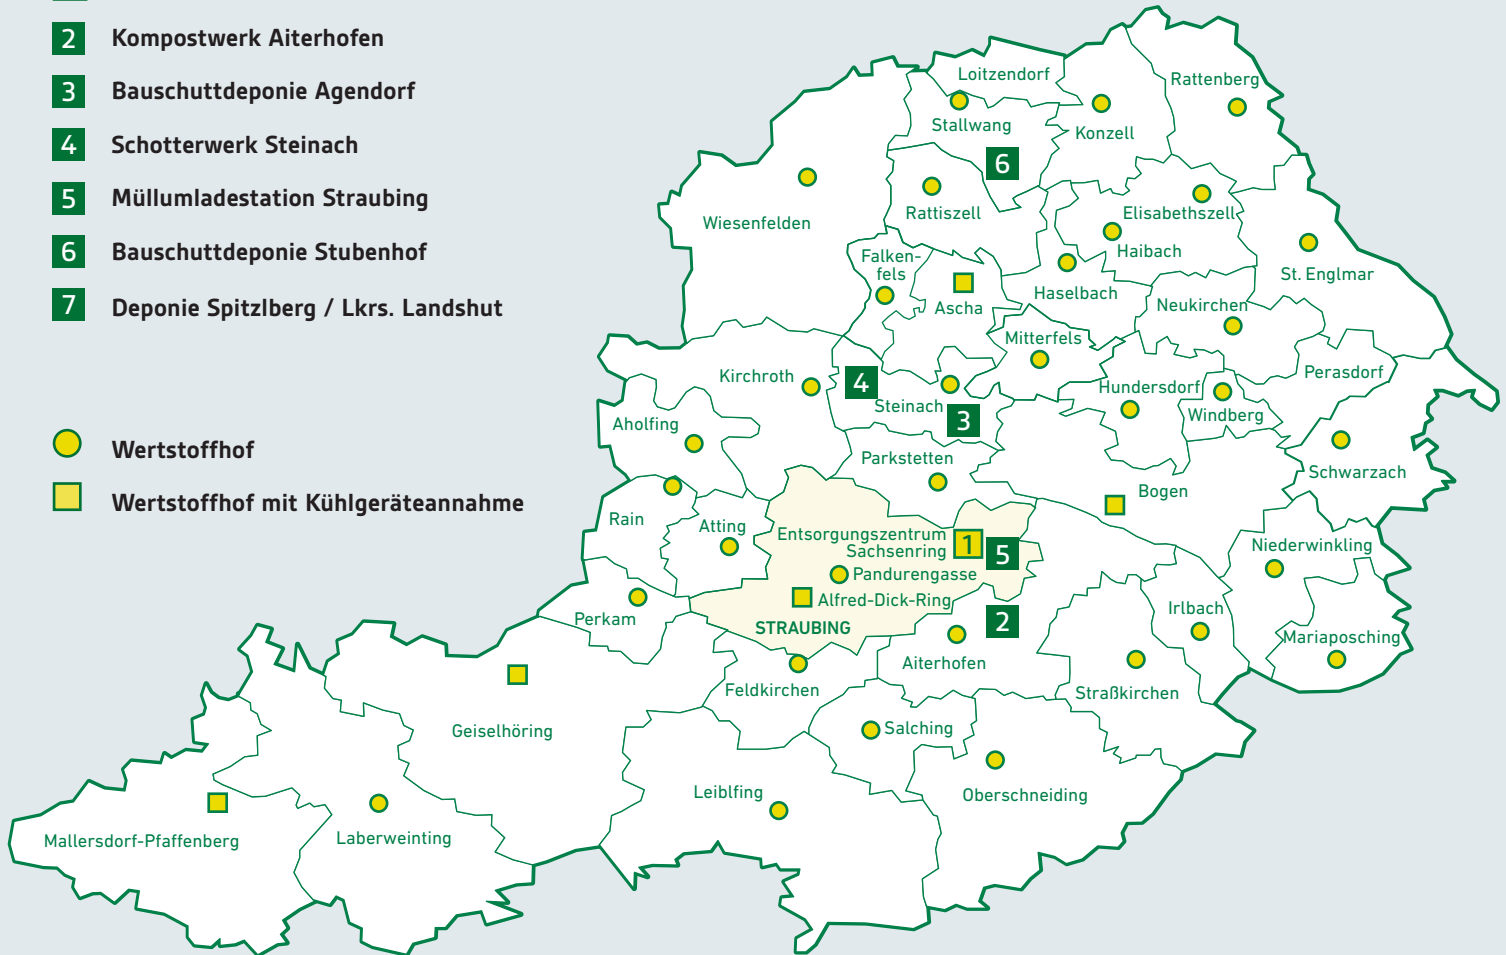 2 Kompostwerk Aiterhofen
3 Bauschuttdeponie Agendorf
4 Schotterwerk Steinach
5 Müllumladestation Straubing
6 Bauschuttdeponie Stubenhof
7 Deponie Spitzlberg / Lkrs. Landshut
Wertstoffhof
Wertstoffhof mit Kühlgeräteannahme
Loitzendorf
Rattenberg
Stallwang
Konzell
6
Wiesenfelden
Rattiszell
Elisabethszell
Haibach
Falken-
fels
St. Englmar
Haselbach
Ascha
Neukirchen
Mitterfels
Kirchroth
4
Perasdorf
Hundersdorf
Steinach
3
Windberg
Aholfing
Parkstetten
Schwarzach
Bogen
Rain
Atting
Entsorgungszentrum
Sachsenring
1
5
Niederwinkling
Pandurengasse
Alfred-Dick-Ring
Irlbach
Perkam
STRAUBING
2
Mariaposching
Aiterhofen
Feldkirchen
Straßkirchen
Geiselhöring
Salching
Leiblfing
Oberschneiding
Mallersdorf-Pfaffenberg
Laberweinting